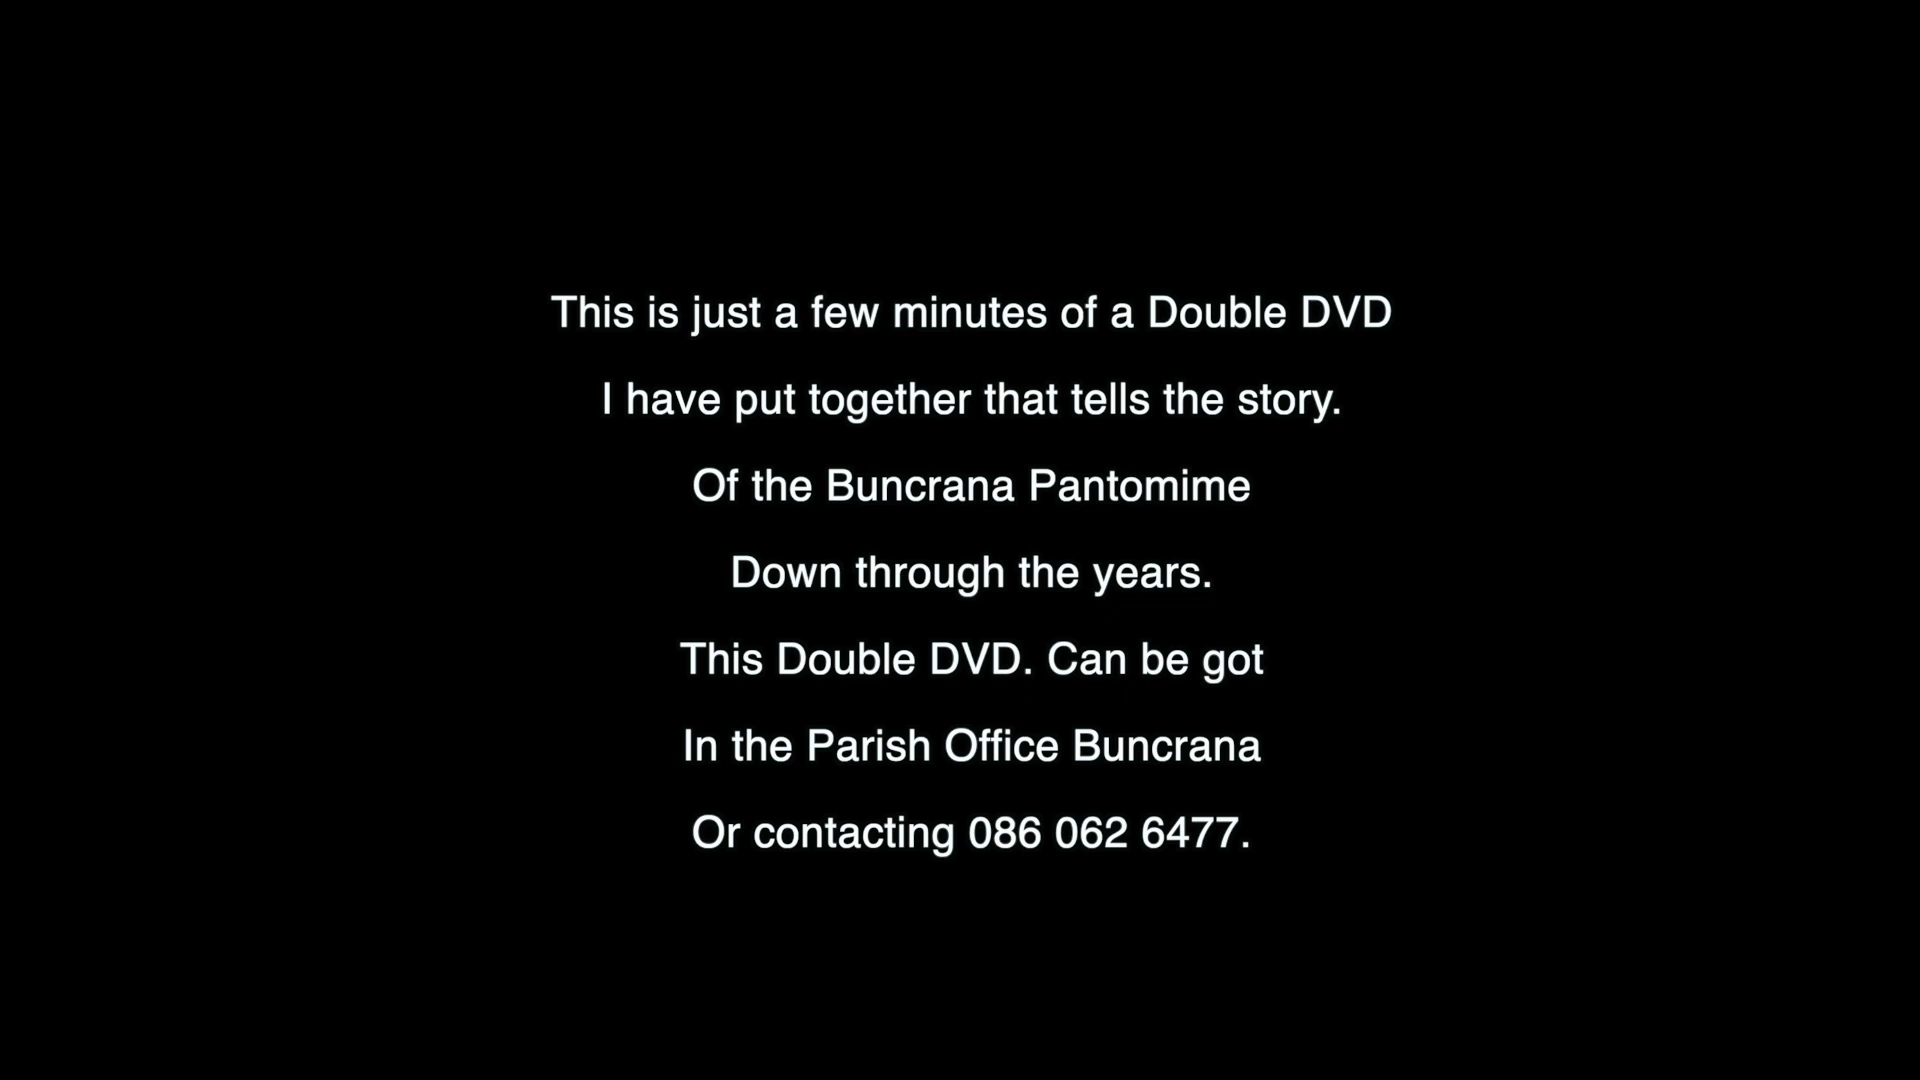 This is just a few minutes of a Double DVD
I have put together that tells the story.
Of the Buncrana Pantomime
Down through the years.
This Double DVD. Can be got
In the Parish Office Buncrana
Or contacting 086 062 6477.